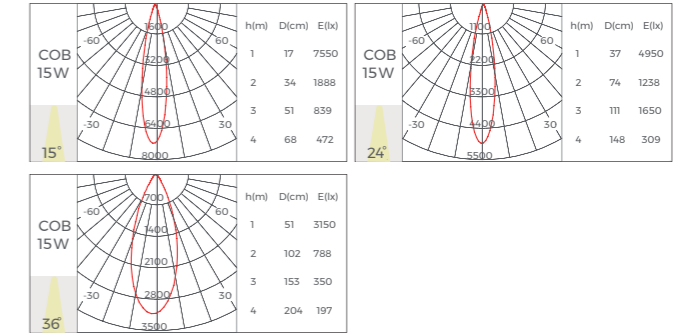 COB
15W
15°
-60
60
-30
30
1600
3200
4800
6400
8000
h(m) D(cm) E(lx)
1 17 7550
2 34 1888
3 51 839
4 68 472
COB
15W
24°
-60
60
-30
30
1100
2200
3300
4400
5500
h(m) D(cm) E(lx)
1 37 4950
2 74 1238
3 111 1650
4 148 309
COB
15W
36°
-60
60
-30
30
700
1400
2100
2800
3500
h(m) D(cm) E(lx)
1 51 3150
2 102 788
3 153 350
4 204 197